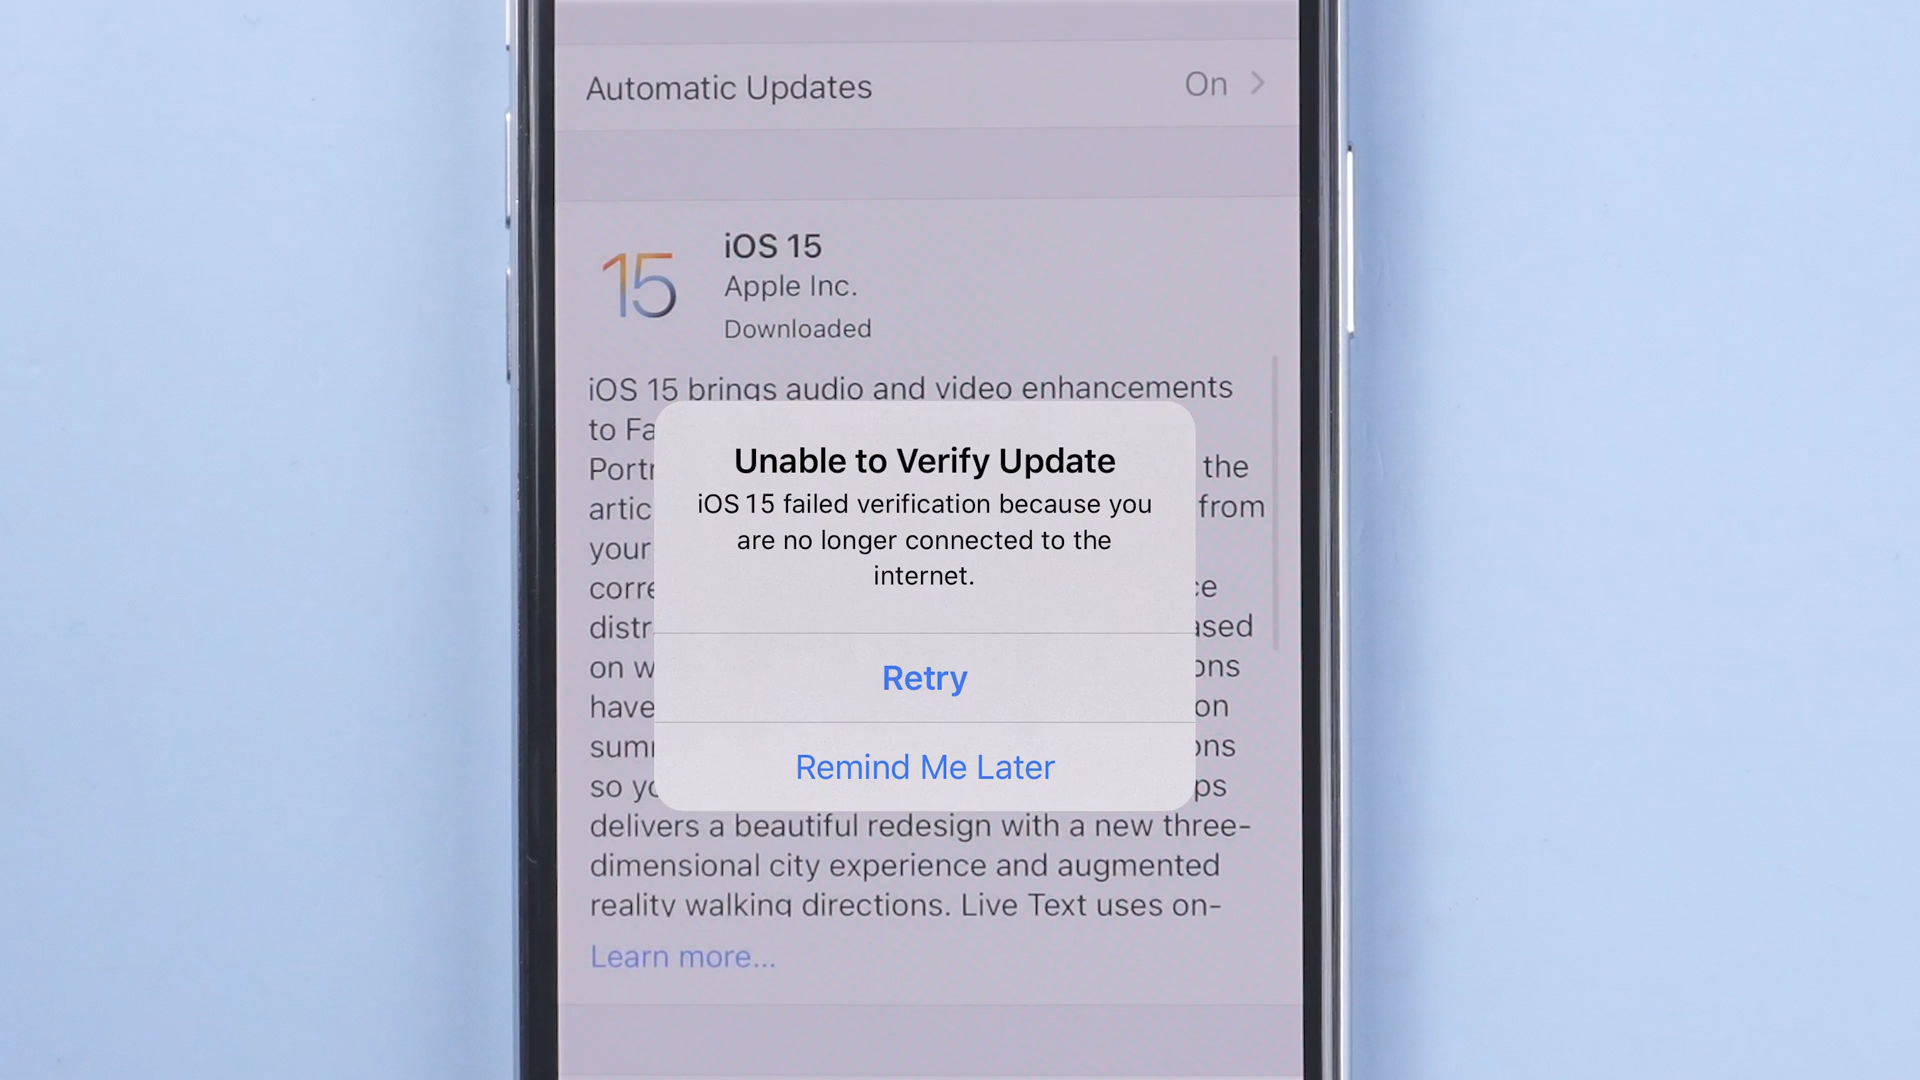 Automatic Updates On
15
iOS 15
Apple Inc.
Downloaded
iOS 15 brings audio and video enhancements
to Fa
Portr the
artic from
your
corre ce
distr ased
on w ons
have on
sum ons
so yo ps
Unable to Verify Update
iOS 15 failed verification because you
are no longer connected to the
internet.
Retry
Remind Me Later
delivers a beautiful redesign with a new three-
dimensional city experience and augmented
reality walking directions. Live Text uses on-
Learn more...